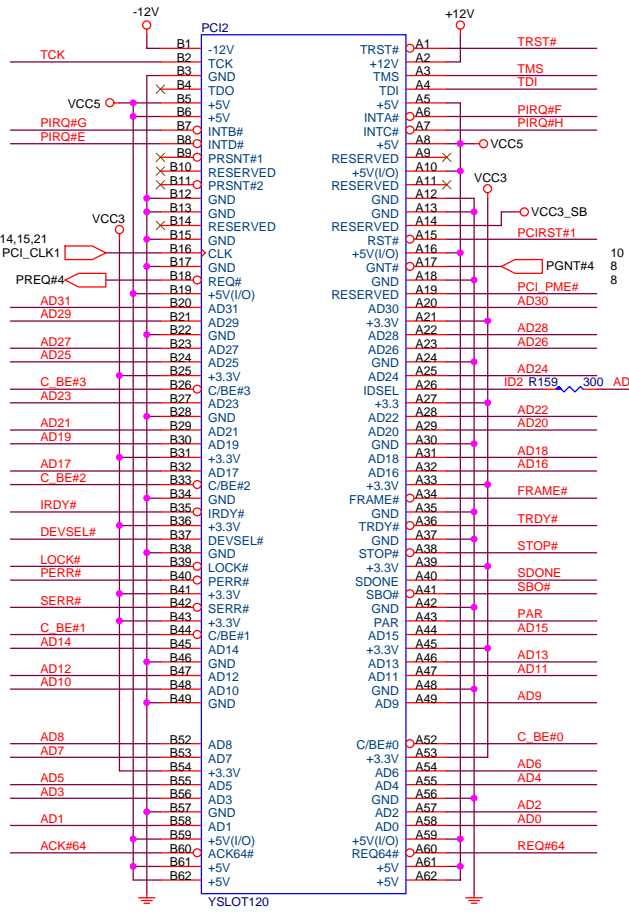 -12V +12V
PCI2
B1 -12V TRST# A1 TRST#
TCK B2 TCK +12V A2
B3 GND TMS A3 TMS
B4 TDO TDI A4 TDI
VCC5 B5 +5V +5V A5
B6 +5V INTA# A6 PIRQ#F
PIRQ#G B7 INTB# INTC# A7 PIRQ#H
PIRQ#E B8 INTD# +5V A8 VCC5
B9 PRSNT#1 RESERVED A9
B10 RESERVED +5V(I/O) A10
B11 PRSNT#2 RESERVED A11 VCC3
B12 GND GND A12
B13 GND GND A13
VCC3 B14 RESERVED RESERVED A14 VCC3_SB
B15 GND RST# A15 PCIRST#1
14,15,21 PCI_CLK1 B16 CLK +5V(I/O) A16 10
B17 GND GNT# A17 PGNT#4 8
PREQ#4 B18 REQ# GND A18 8
B19 +5V(I/O) RESERVED A19 PCI_PME#
AD31 B20 AD31 AD30 A20 AD30
AD29 B21 AD29 +3.3V A21
B22 GND AD28 A22 AD28
AD27 B23 AD27 AD26 A23 AD26
AD25 B24 AD25 GND A24
B25 +3.3V AD24 A25 AD24
C_BE#3 B26 C/BE#3 IDSEL A26 ID2 R159 300 AD
AD23 B27 AD23 +3.3 A27
B28 GND AD22 A28 AD22
AD21 B29 AD21 AD20 A29 AD20
AD19 B30 AD19 GND A30
B31 +3.3V AD18 A31 AD18
AD17 B32 AD17 AD16 A32 AD16
C_BE#2 B33 C/BE#2 +3.3V A33
B34 GND FRAME# A34 FRAME#
IRDY# B35 IRDY# GND A35
B36 +3.3V TRDY# A36 TRDY#
DEVSEL# B37 DEVSEL# GND A37
B38 GND STOP# A38 STOP#
LOCK# B39 LOCK# +3.3V A39
PERR# B40 PERR# SDONE A40 SDONE
B41 +3.3V SBO# A41 SBO#
SERR# B42 SERR# GND A42
B43 +3.3V PAR A43 PAR
C_BE#1 B44 C/BE#1 AD15 A44 AD15
AD14 B45 AD14 +3.3V A45
B46 GND AD13 A46 AD13
AD12 B47 AD12 AD11 A47 AD11
AD10 B48 AD10 GND A48
B49 GND AD9 A49 AD9
AD8 B52 AD8 C/BE#0 A52 C_BE#0
AD7 B53 AD7 +3.3V A53
B54 +3.3V AD6 A54 AD6
AD5 B55 AD5 AD4 A55 AD4
AD3 B56 AD3 GND A56
B57 GND AD2 A57 AD2
AD1 B58 AD1 AD0 A58 AD0
B59 +5V(I/O) +5V(I/O) A59
ACK#64 B60 ACK64# REQ64# A60 REQ#64
B61 +5V +5V A61
B62 +5V +5V A62
YSLOT120